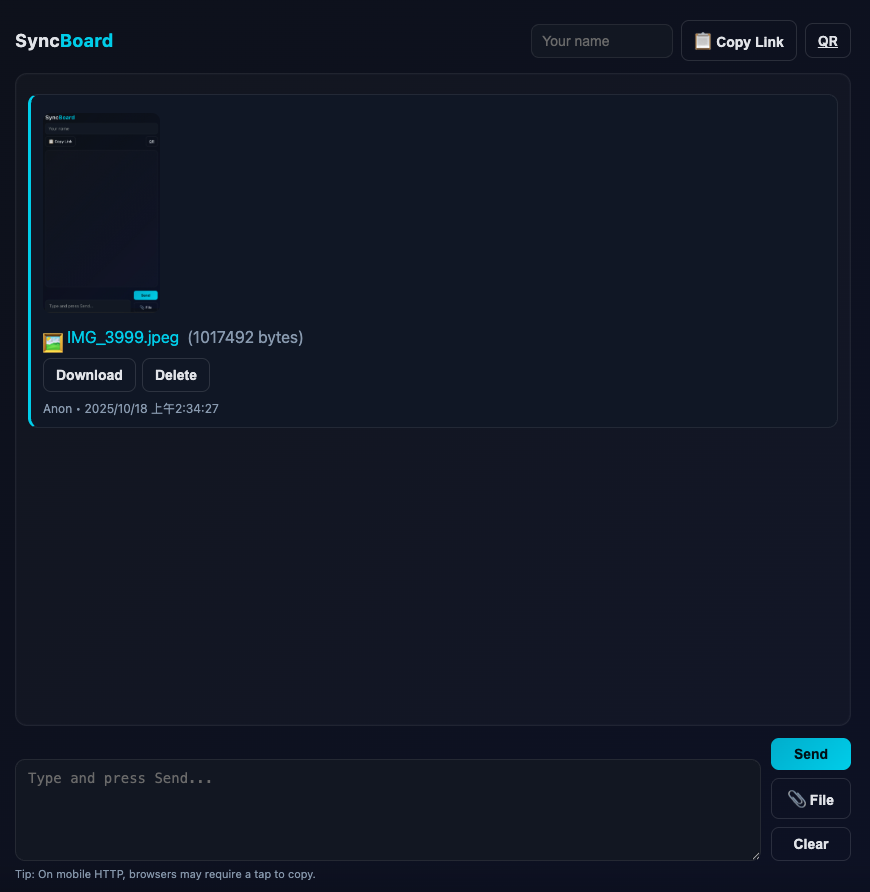 SyncBoard
Your name
📋 Copy Link
QR
SyncBoard
Your name
Copy Link
QR
Send
Type and press Send...
File
IMG_3999.jpeg (1017492 bytes)
Download
Delete
Anon • 2025/10/18 上午2:34:27
Type and press Send...
Send
File
Clear
Tip: On mobile HTTP, browsers may require a tap to copy.